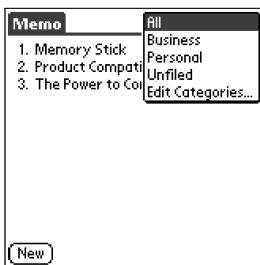 Memo
All
Business
Personal
Unfiled
Edit Categories...
1. Memory Stick
2. Product Compati
3. The Power to Co
New